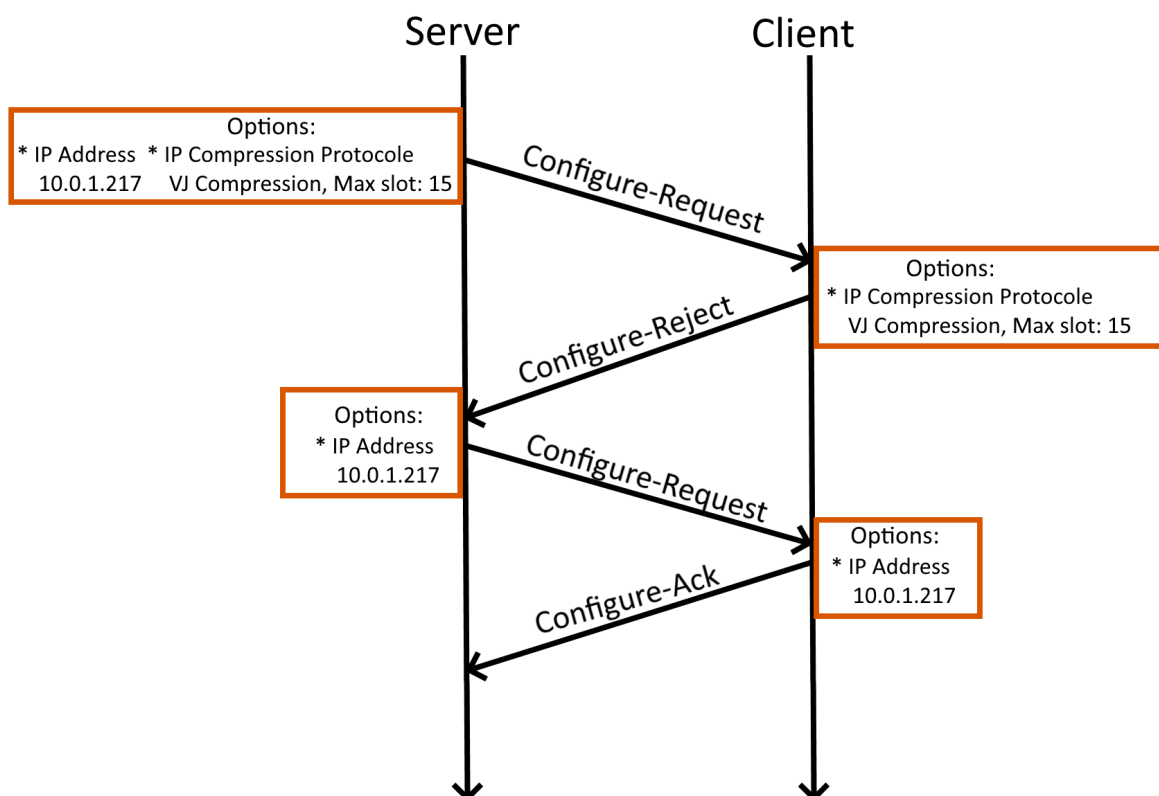 Server
Client
Options:
* IP Address * IP Compression Protocole
10.0.1.217 VJ Compression, Max slot: 15
Configure-Request
Options:
* IP Compression Protocole
VJ Compression, Max slot: 15
Configure-Reject
Options:
* IP Address
10.0.1.217
Configure-Request
Options:
* IP Address
10.0.1.217
Configure-Ack